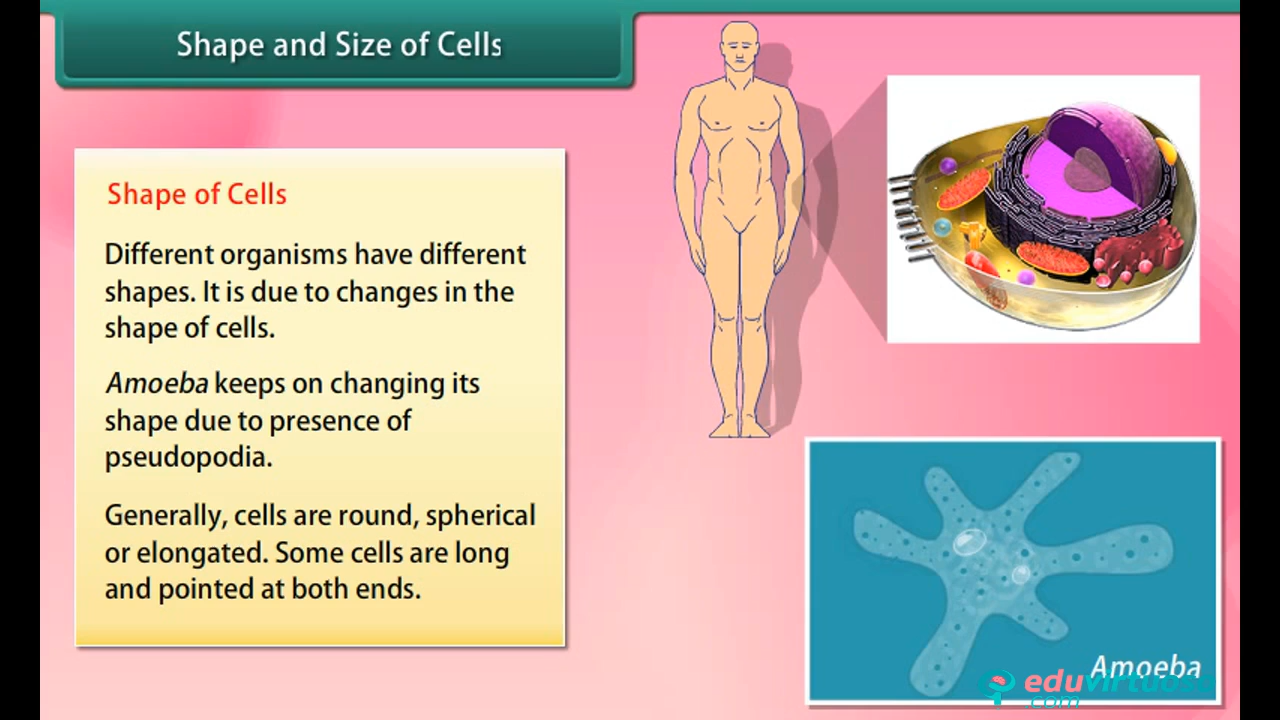 Shape and Size of Cells
Shape of Cells
Different organisms have different
shapes. It is due to changes in the
shape of cells.
Amoeba keeps on changing its
shape due to presence of
pseudopodia.
Generally, cells are round, spherical
or elongated. Some cells are long
and pointed at both ends.
Amoeba
eduvirtuoso
.com